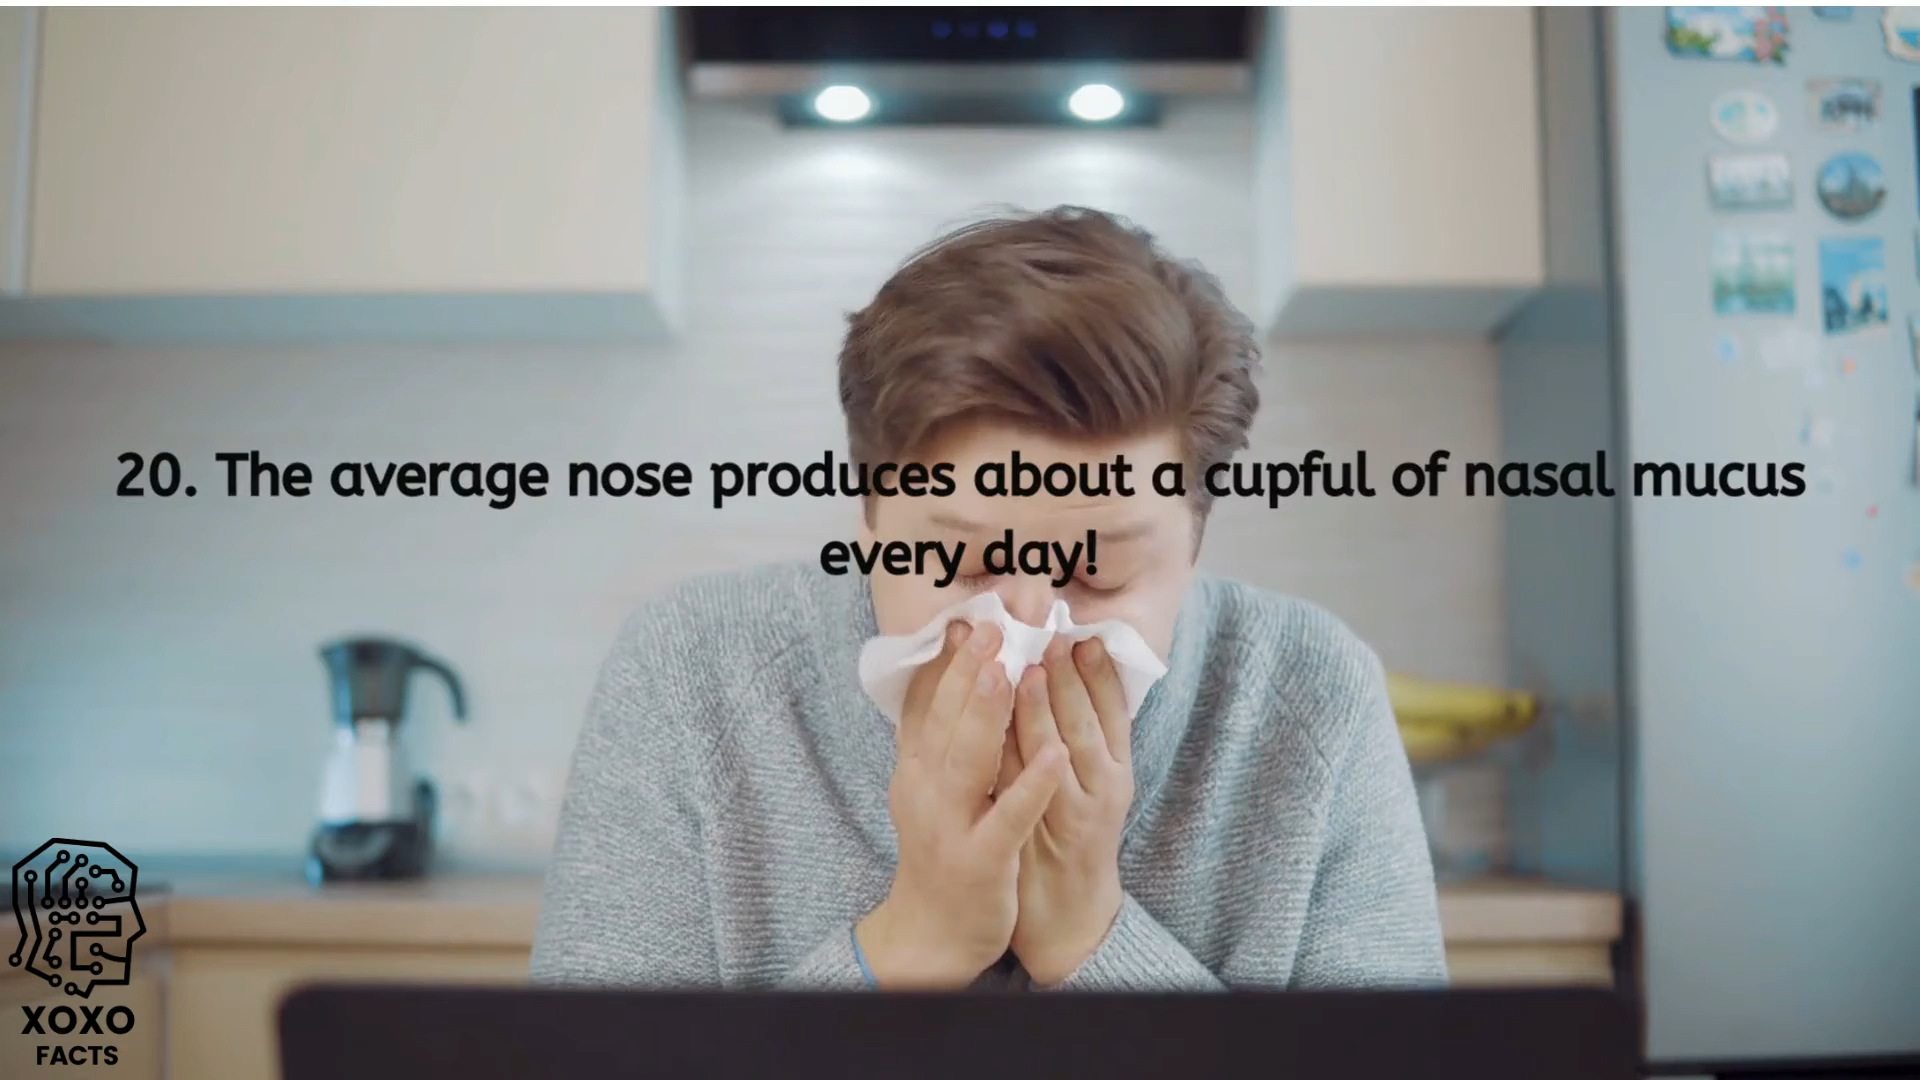 20. The average nose produces about a cupful of nasal mucus
every day!
XOXO
FACTS